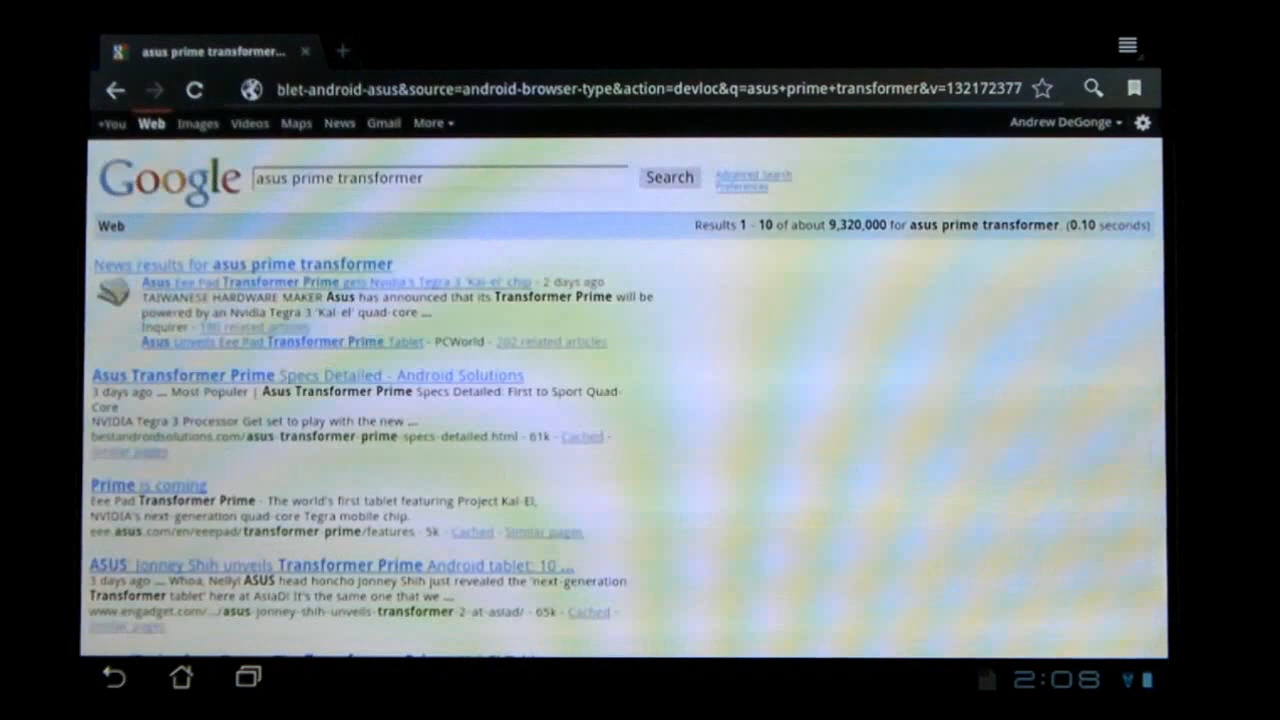 asus prime transformer...
blet-android-asus&source=android-browser-type&action=devloc&q=asus+prime+transformer&v=132172377
+You Web Images Videos Maps News Gmail More Andrew DeGonge
Google asus prime transformer Search Advanced Search
Preferences
Web Results 1 - 10 of about 9,320,000 for asus prime transformer. (0.10 seconds)
News results for asus prime transformer
Asus Eee Pad Transformer Prime gets Nvidia's Tegra 3 'Kal-el' chip - 2 days ago
TAIWANESE HARDWARE MAKER Asus has announced that its Transformer Prime will be
powered by an Nvidia Tegra 3 'Kal-el' quad-core ...
Inquirer - 180 related articles
Asus unveils Eee Pad Transformer Prime Tablet - PCWorld - 202 related articles
Asus Transformer Prime Specs Detailed - Android Solutions
3 days ago ... Most Populer | Asus Transformer Prime Specs Detailed: First to Sport Quad-
Core
NVIDIA Tegra 3 Processor Get set to play with the new ...
bestandroidsolutions.com/asus-transformer-prime-specs-detailed.html - 61k - Cached -
Similar pages
Prime is coming
Eee Pad Transformer Prime - The world's first tablet featuring Project Kal-El,
NVIDIA's next-generation quad-core Tegra mobile chip.
eee.asus.com/en/eeepad/transformer-prime/features - 5k - Cached - Similar pages
ASUS' Jonney Shih unveils Transformer Prime Android tablet: 10 ...
3 days ago ... Whoa, Nelly! ASUS head honcho Jonney Shih just revealed the 'next-generation
Transformer tablet' here at AsiaD! It's the same one that we ...
www.engadget.com/.../asus-jonney-shih-unveils-transformer-2-at-asiad/ - 65k - Cached -
Similar pages
2:08